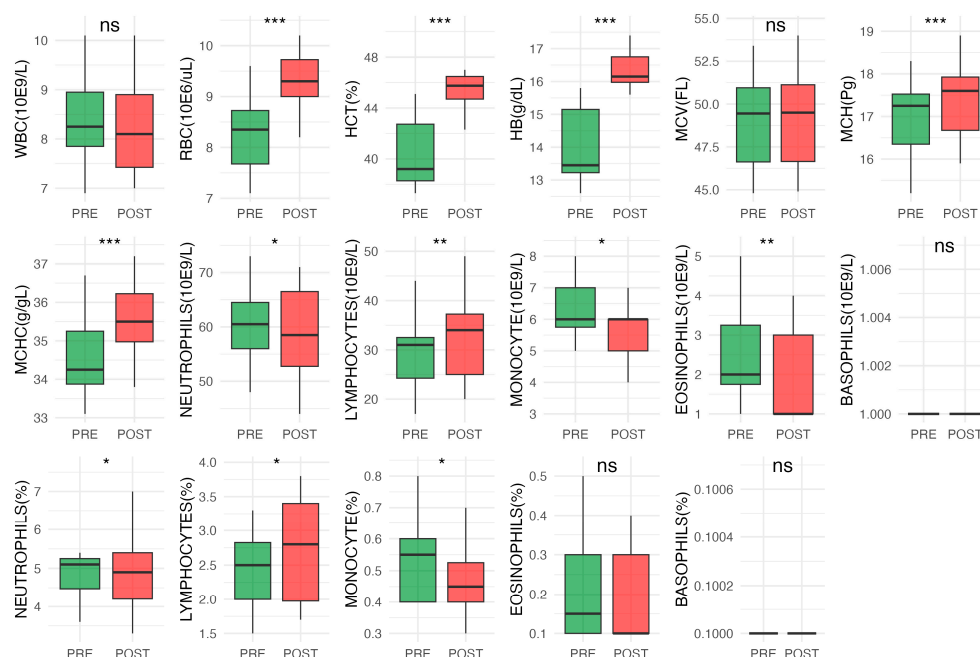 ns
WBC(10E9/L)
10
9
8
7
PRE POST
***
RBC(10E6/uL)
10
9
8
7
PRE POST
***
HCT(%)
48
44
40
PRE POST
***
HB(g/dL)
17
16
15
14
13
PRE POST
ns
MCV(FL)
55.0
52.5
50.0
47.5
45.0
PRE POST
***
MCH(Pg)
19
18
17
16
PRE POST
***
MCHC(g/gL)
37
36
35
34
33
PRE POST
*
NEUTROPHILS(10E9/L)
70
60
50
PRE POST
**
LYMPHOCYTES(10E9/L)
50
40
30
20
PRE POST
*
MONOCYTE(10E9/L)
8
7
6
5
4
3
PRE POST
**
EOSINOPHILS(10E9/L)
5
4
3
2
1
PRE POST
ns
BASOPHILS(10E9/L)
1.006
1.004
1.002
1.000
PRE POST
*
NEUTROPHILS(%)
7
6
5
4
PRE POST
*
LYMPHOCYTES(%)
4.0
3.5
3.0
2.5
2.0
1.5
PRE POST
*
MONOCYTE(%)
0.8
0.7
0.6
0.5
0.4
0.3
PRE POST
ns
EOSINOPHILS(%)
0.5
0.4
0.3
0.2
0.1
PRE POST
ns
BASOPHILS(%)
0.1006
0.1004
0.1002
0.1000
PRE POST